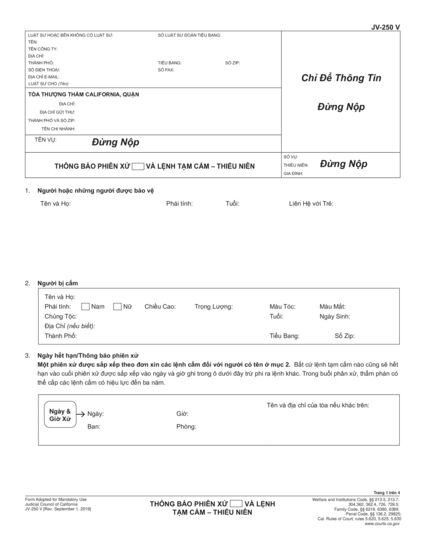 JV-250 V
LUẬT SƯ HOẶC BÊN KHÔNG CÓ LUẬT SƯ: SỐ LUẬT SƯ ĐOÀN TIỂU BANG:
TÊN:
TÊN CÔNG TY:
ĐỊA CHỈ:
THÀNH PHỐ: TIỂU BANG: SỐ ZIP:
SỐ ĐIỆN THOẠI: SỐ FAX:
ĐỊA CHỈ E-MAIL:
LUẬT SƯ CHO (Tên):
Chỉ Để Thông Tin
Đừng Nộp
TÒA THƯỢNG THẨM CALIFORNIA, QUẬN
ĐỊA CHỈ:
ĐỊA CHỈ GỬI THƯ:
THÀNH PHỐ VÀ SỐ ZIP:
TÊN CHI NHÁNH:
TÊN VỤ: Đừng Nộp
THÔNG BÁO PHIÊN XỬ VÀ LỆNH TẠM CẤM – THIẾU NIÊN
SỐ VỤ:
THIẾU NIÊN: Đừng Nộp
GIA ĐÌNH:
1. Người hoặc những người được bảo vệ
Tên và Họ: Phái tính: Tuổi: Liên Hệ với Trẻ:
2. Người bị cấm
Tên và Họ:
Phái tính: Nam Nữ Chiều Cao: Trọng Lượng: Màu Tóc: Màu Mắt:
Chủng Tộc: Tuổi: Ngày Sinh:
Địa Chỉ (nếu biết):
Thành Phố: Tiểu Bang: Số Zip:
3. Ngày hết hạn/Thông báo phiên xử
Một phiên xử được sắp xếp theo đơn xin các lệnh cấm đối với người có tên ở mục 2. Bất cứ lệnh tạm cấm nào cũng sẽ hết
hạn vào cuối phiên xử được sắp xếp vào ngày và giờ ghi trong ô dưới đây trừ phi ra lệnh khác. Trong buổi phân xử, thẩm phán có
thể cấp các lệnh cấm có hiệu lực đến ba năm.
Tên và địa chỉ của tòa nếu khác trên:
Ngày &
Giờ Xử
Ngày: Giờ:
Ban: Phòng:
Trang 1 trên 4
Form Adopted for Mandatory Use
Judicial Council of California
JV-250 V [Rev. September 1, 2019]
THÔNG BÁO PHIÊN XỬ VÀ LỆNH
TẠM CẤM – THIẾU NIÊN
Welfare and Institutions Code, §§ 213.5, 213.7,
304,362, 362.4, 726, 726.5;
Family Code, §§ 6218, 6380, 6389;
Penal Code, §§ 136.2, 29825;
Cal. Rules of Court, rules 5.620, 5.625, 5.630
www.courts.ca.gov